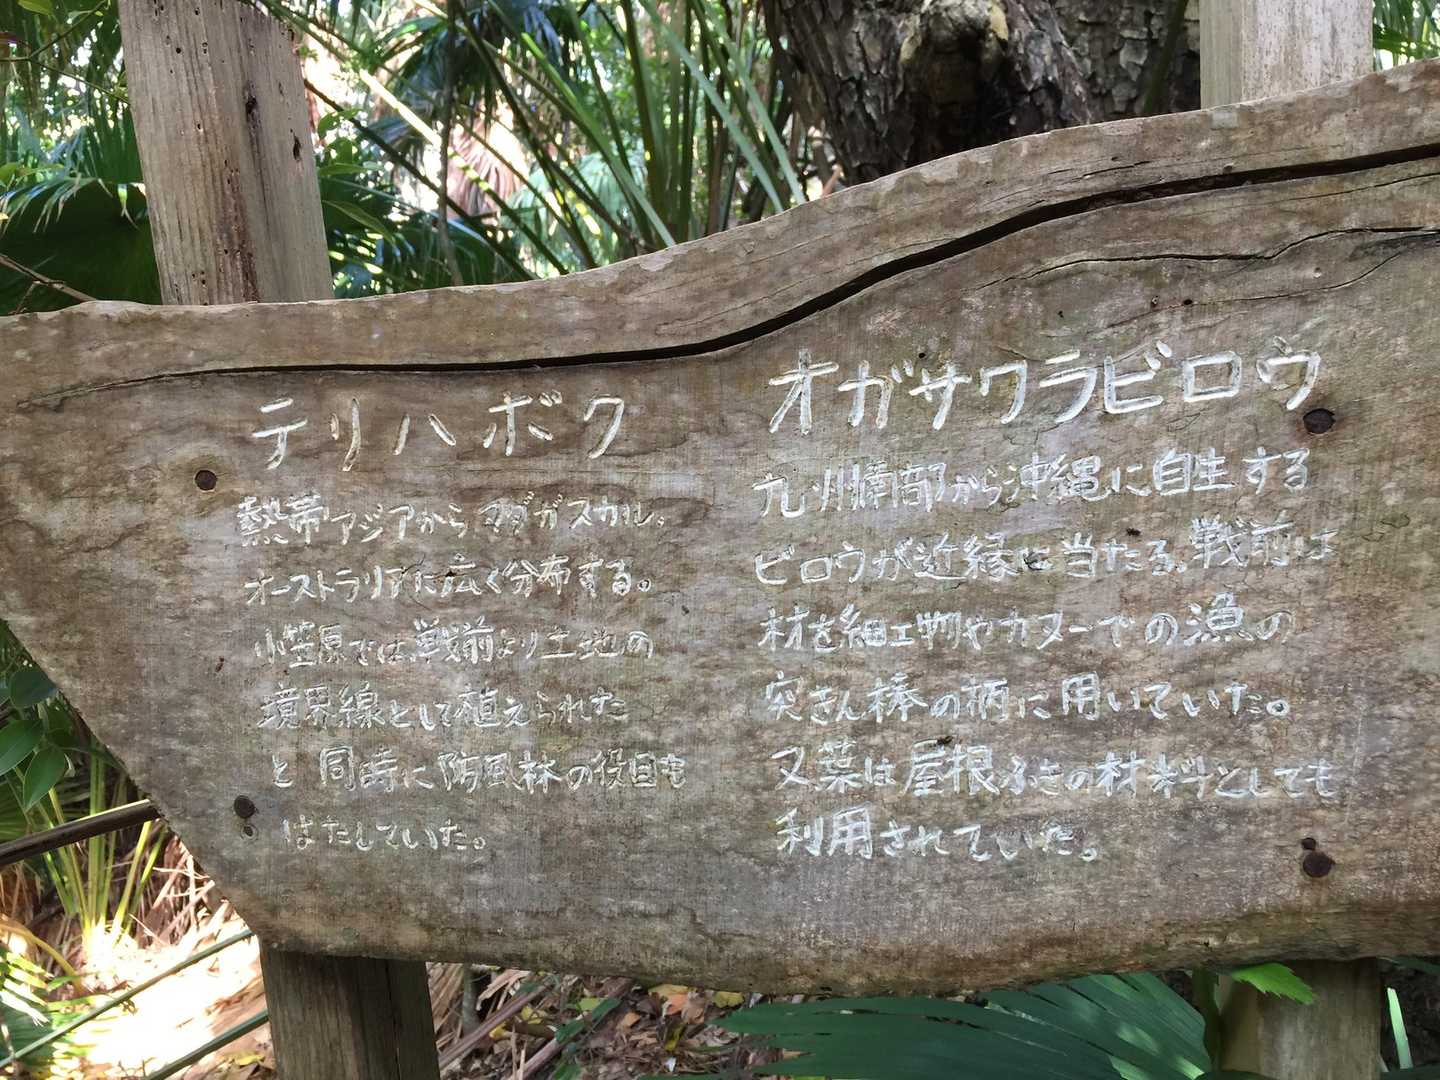 テリハボク
熱帯アジアからマダガスカル、
オーストラリアに広く分布する。
小笠原では、戦前より土地の
境界線として植えられた
と同時に防風林の役目も
はたしていた。
オガサワラビロウ
九州南部から沖縄に自生する
ビロウが近縁に当たる。戦前は
材を細工物やカヌーでの漁の
突きん棒の柄に用いていた。
又葉は屋根ふきの材料としても
利用されていた。